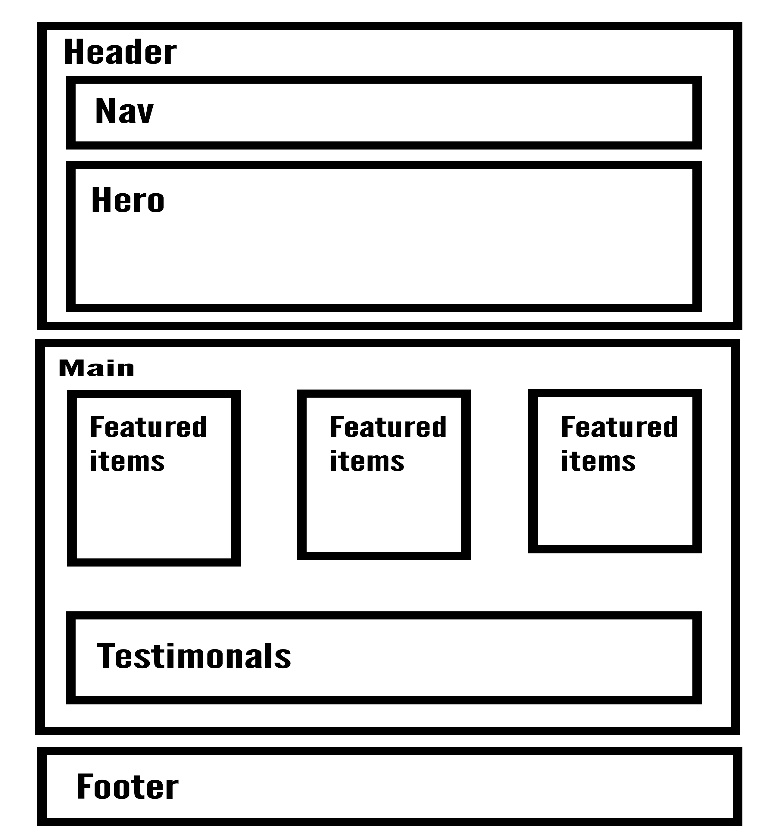 Header
Nav
Hero
Main
Featured
items
Featured
items
Featured
items
Testimonals
Footer